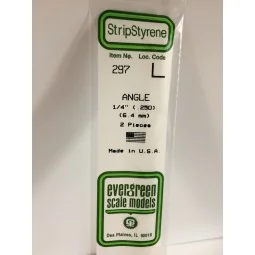 StripStyrene
Item No. Loc. Code
297 L
ANGLE
1/4" ( .250)
(6.4 mm)
2 Pieces
Made in U.S.A.
evergreen
scale models
Des Plaines, IL 60018